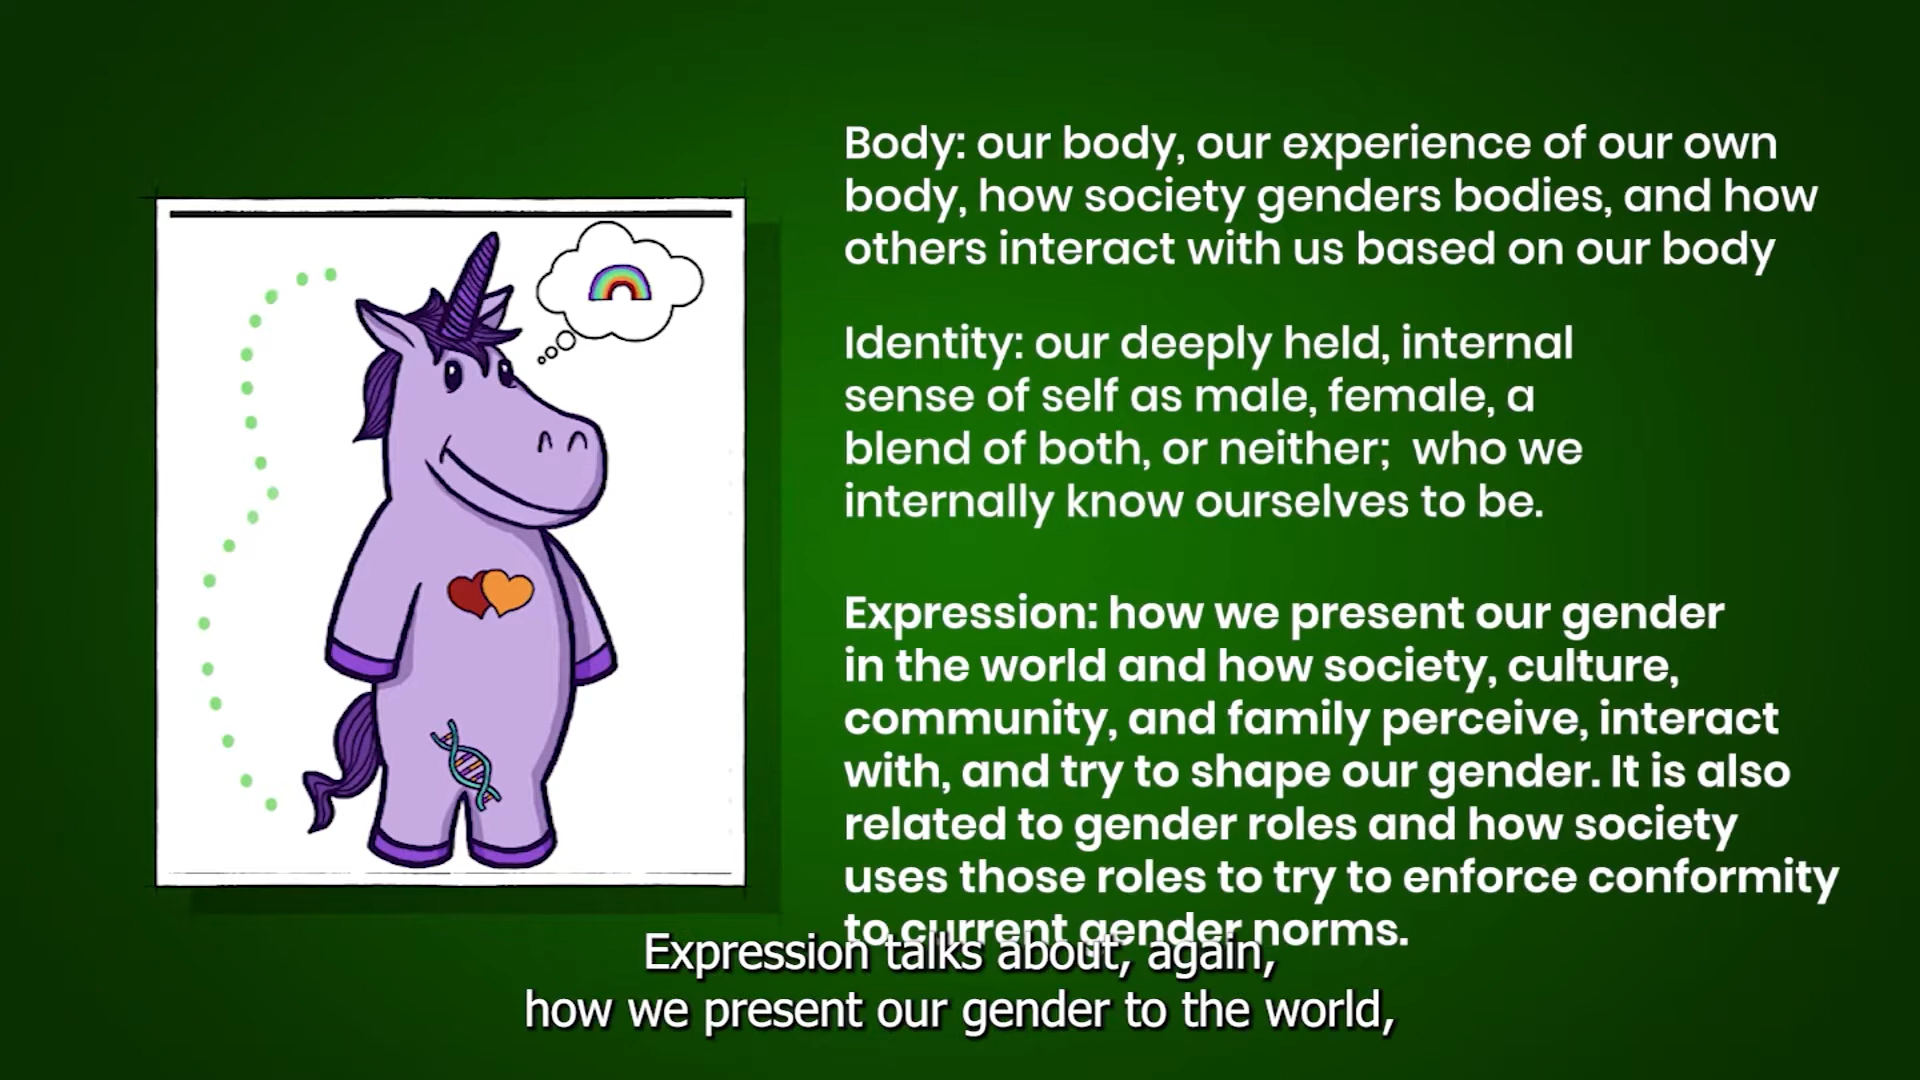 Body: our body, our experience of our own
body, how society genders bodies, and how
others interact with us based on our body
Identity: our deeply held, internal
sense of self as male, female, a
blend of both, or neither;  who we
internally know ourselves to be.
Expression: how we present our gender
in the world and how society, culture,
community, and family perceive, interact
with, and try to shape our gender. It is also
related to gender roles and how society
uses those roles to try to enforce conformity
to current gender norms.
Expression talks about, again,
how we present our gender to the world,